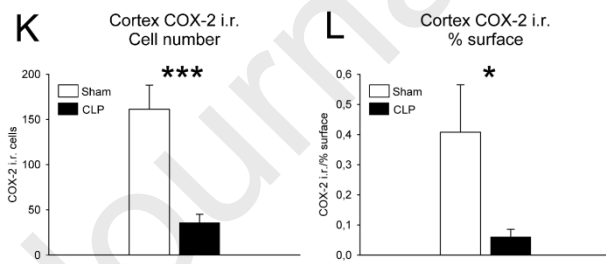 K
Cortex COX-2 i.r.
Cell number
***
Sham
CLP
200
150
100
50
0
COX-2 i.r. cells
L
Cortex COX-2 i.r.
% surface
*
Sham
CLP
0,6
0,5
0,4
0,3
0,2
0,1
0,0
COX-2 i.r./% surface
Journa